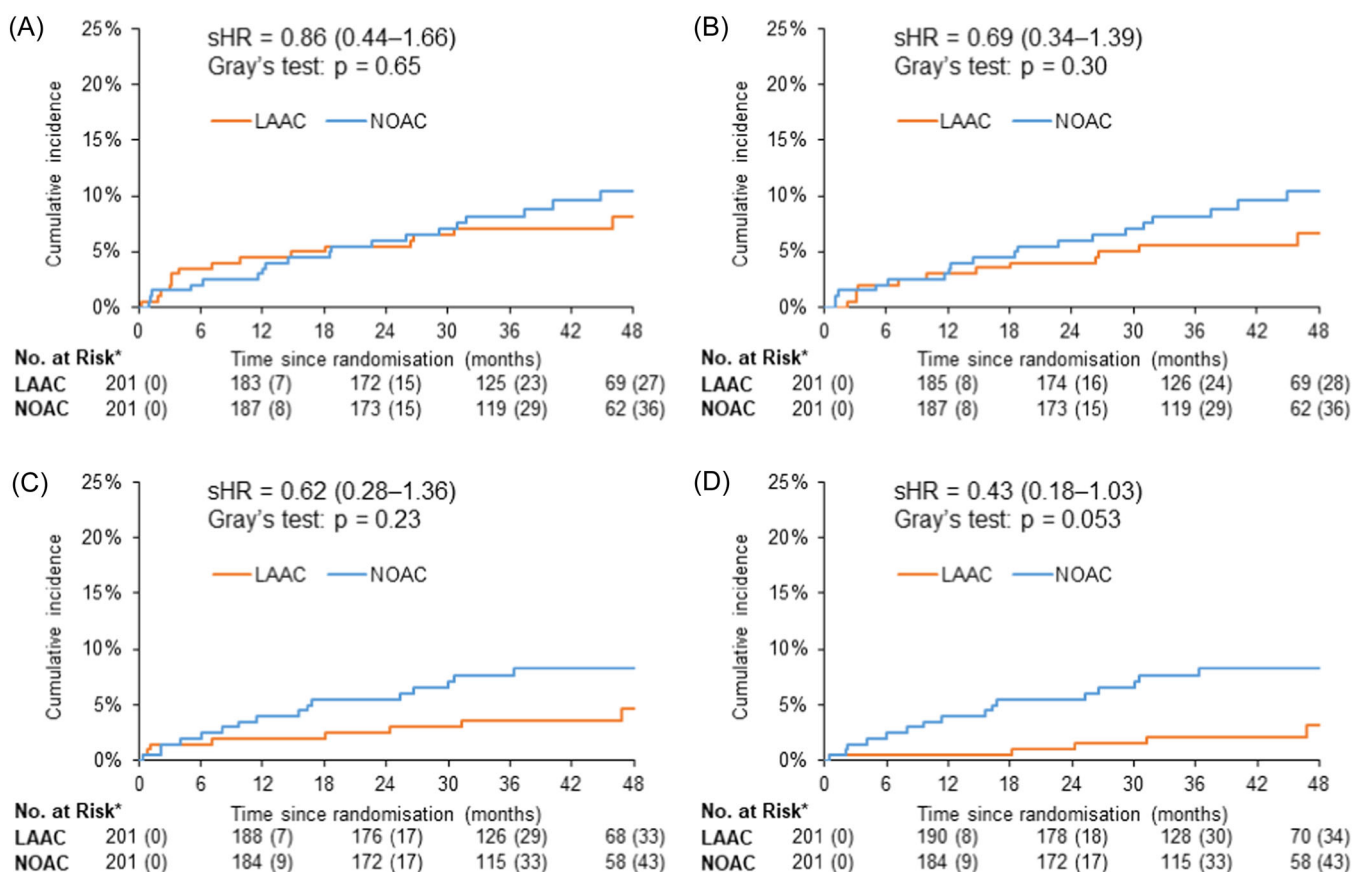 (A)
25%
20%
15%
10%
5%
0%
Cumulative incidence
sHR = 0.86 (0.44–1.66)
Gray's test: p = 0.65
LAAC NOAC
0 6 12 18 24 30 36 42 48
No. at Risk* Time since randomisation (months)
LAAC 201 (0) 183 (7) 172 (15) 125 (23) 69 (27)
NOAC 201 (0) 187 (8) 173 (15) 119 (29) 62 (36)
(B)
25%
20%
15%
10%
5%
0%
Cumulative incidence
sHR = 0.69 (0.34–1.39)
Gray's test: p = 0.30
LAAC NOAC
0 6 12 18 24 30 36 42 48
No. at Risk* Time since randomisation (months)
LAAC 201 (0) 185 (8) 174 (16) 126 (24) 69 (28)
NOAC 201 (0) 187 (8) 173 (15) 119 (29) 62 (36)
(C)
25%
20%
15%
10%
5%
0%
Cumulative incidence
sHR = 0.62 (0.28–1.36)
Gray's test: p = 0.23
LAAC NOAC
0 6 12 18 24 30 36 42 48
No. at Risk* Time since randomisation (months)
LAAC 201 (0) 188 (7) 176 (17) 126 (29) 68 (33)
NOAC 201 (0) 184 (9) 172 (17) 115 (33) 58 (43)
(D)
25%
20%
15%
10%
5%
0%
Cumulative incidence
sHR = 0.43 (0.18–1.03)
Gray's test: p = 0.053
LAAC NOAC
0 6 12 18 24 30 36 42 48
No. at Risk* Time since randomisation (months)
LAAC 201 (0) 190 (8) 178 (18) 128 (30) 70 (34)
NOAC 201 (0) 184 (9) 172 (17) 115 (33) 58 (43)